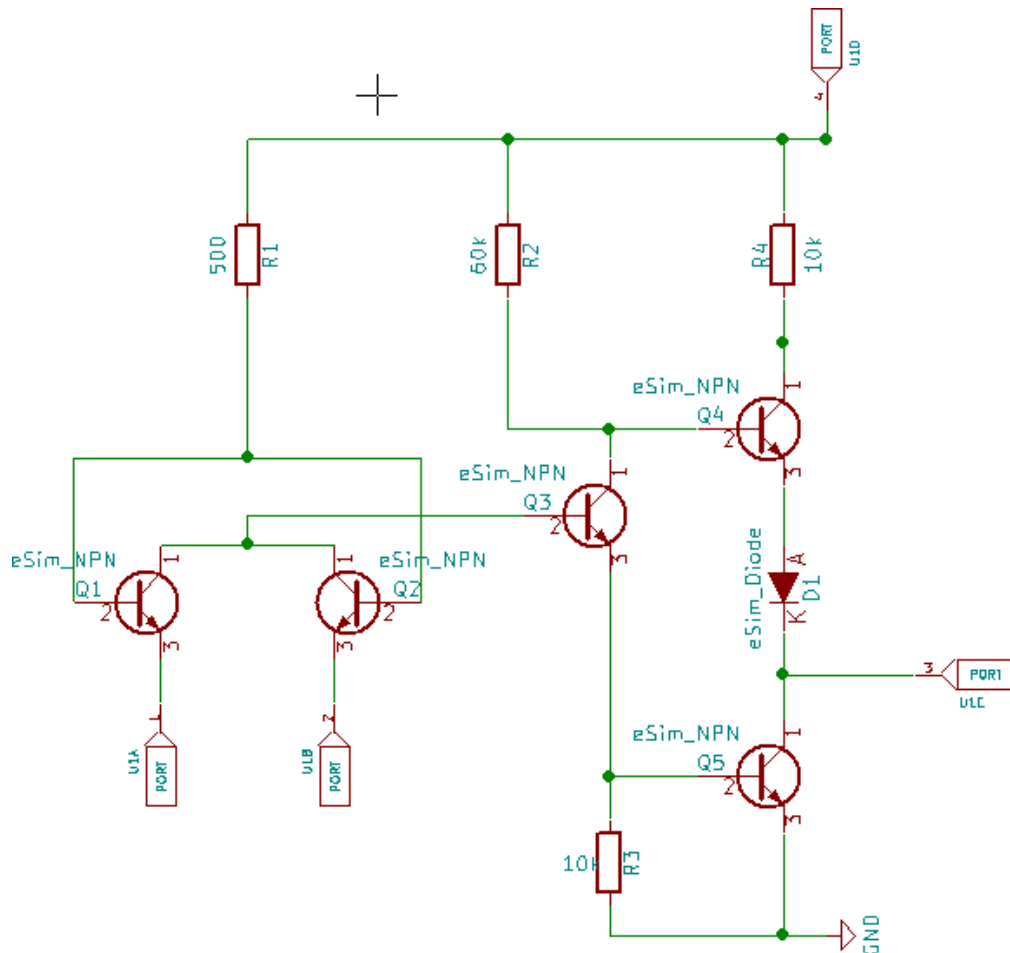 PORT
U1D
4
500
R1
60k
R2
R4
10k
eSim_NPN
Q4
1
2
3
eSim_NPN
Q3
1
2
3
eSim_NPN
Q1
1
2
3
eSim_NPN
Q2
1
2
3
eSim_Diode
D1
A
K
3
PORT
U1C
1
U1A
PORT
2
U1B
PORT
eSim_NPN
Q5
1
2
3
10k
R3
GND